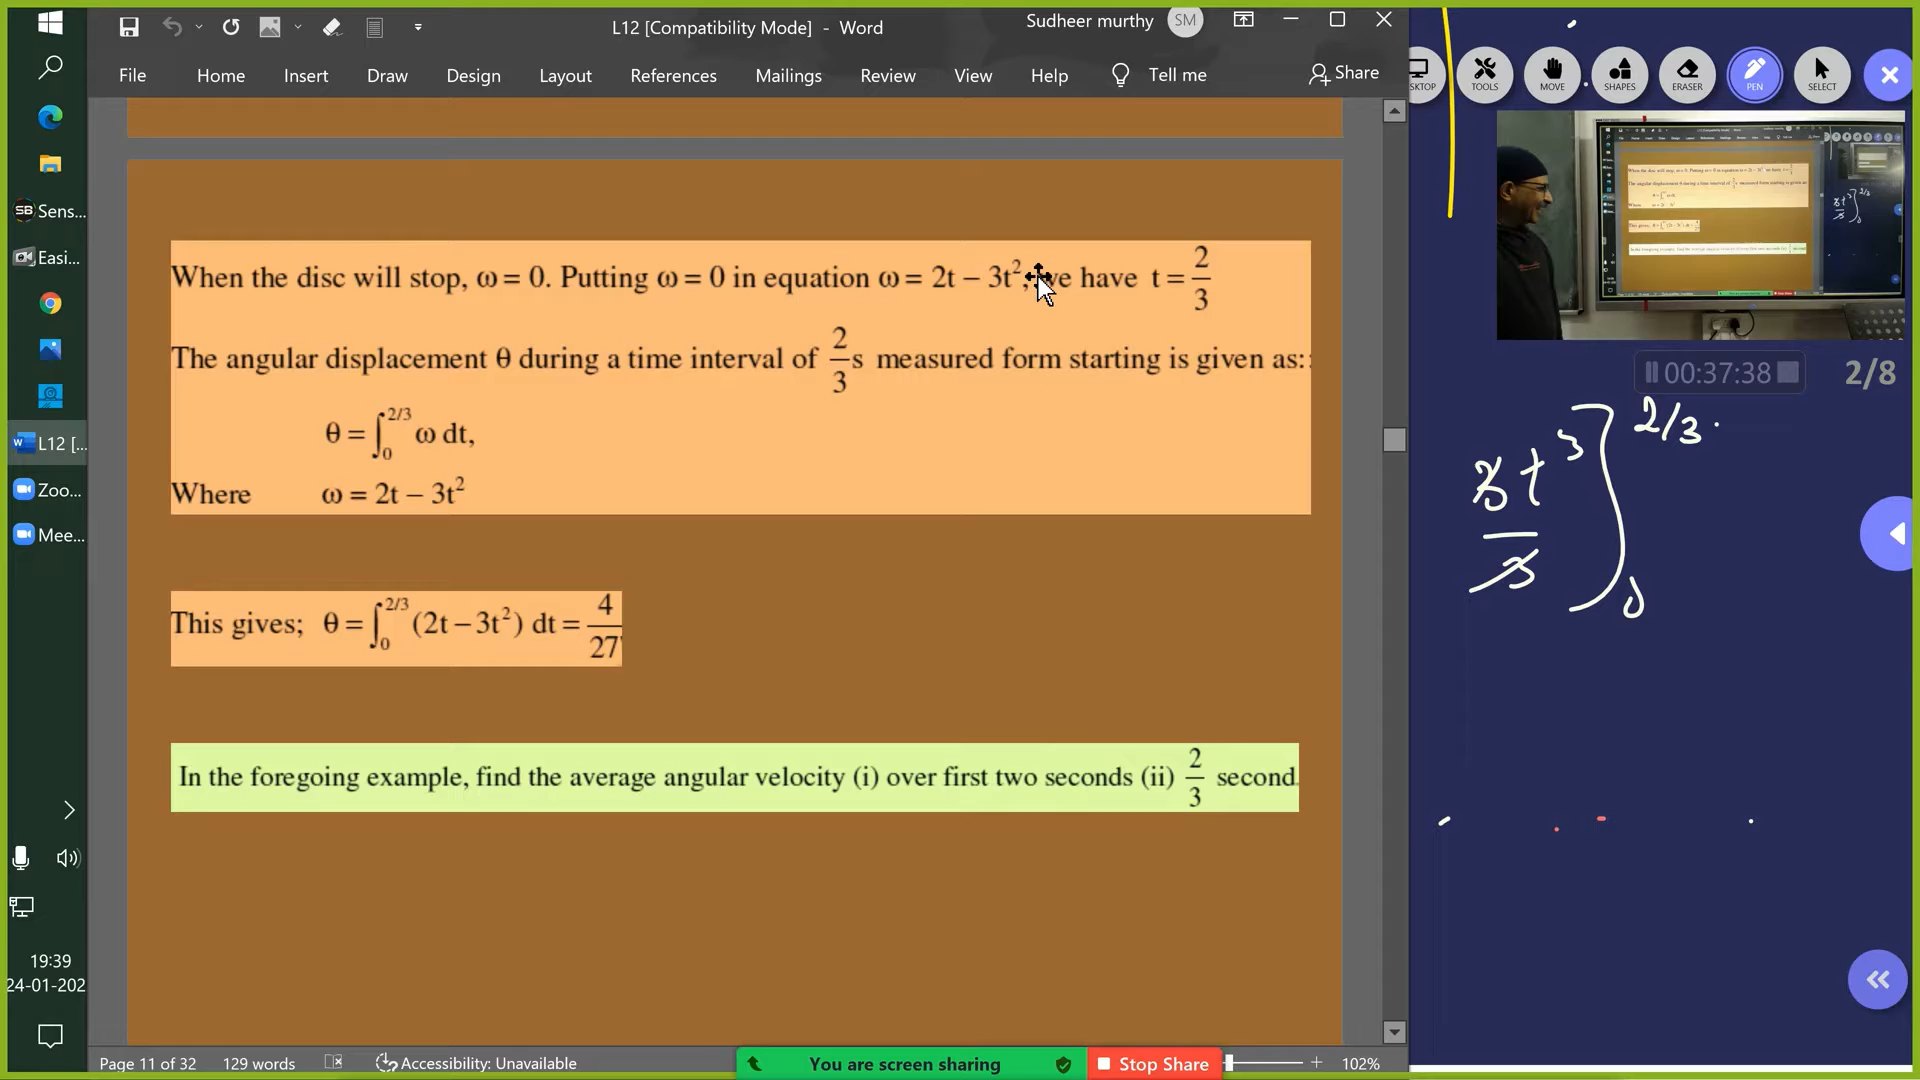 L12 [Compatibility Mode] - Word
Sudheer murthy
SM
File Home Insert Draw Design Layout References Mailings Review View Help Tell me Share
When the disc will stop, ω = 0. Putting ω = 0 in equation ω = 2t – 3t², we have t = 2/3
The angular displacement θ during a time interval of 2/3 s measured form starting is given as:
θ = ∫₀^(2/3) ω dt,
Where ω = 2t – 3t²
This gives; θ = ∫₀^(2/3) (2t – 3t²) dt = 4/27
In the foregoing example, find the average angular velocity (i) over first two seconds (ii) 2/3 second.
Sens...
Easi...
L12 [...
Zoo...
Mee...
19:39
24-01-202
Page 11 of 32 129 words Accessibility: Unavailable
You are screen sharing Stop Share
102%
SKTOP TOOLS MOVE SHAPES ERASER PEN SELECT
00:37:38 2/8
3t³/3 ]₀^(2/3)